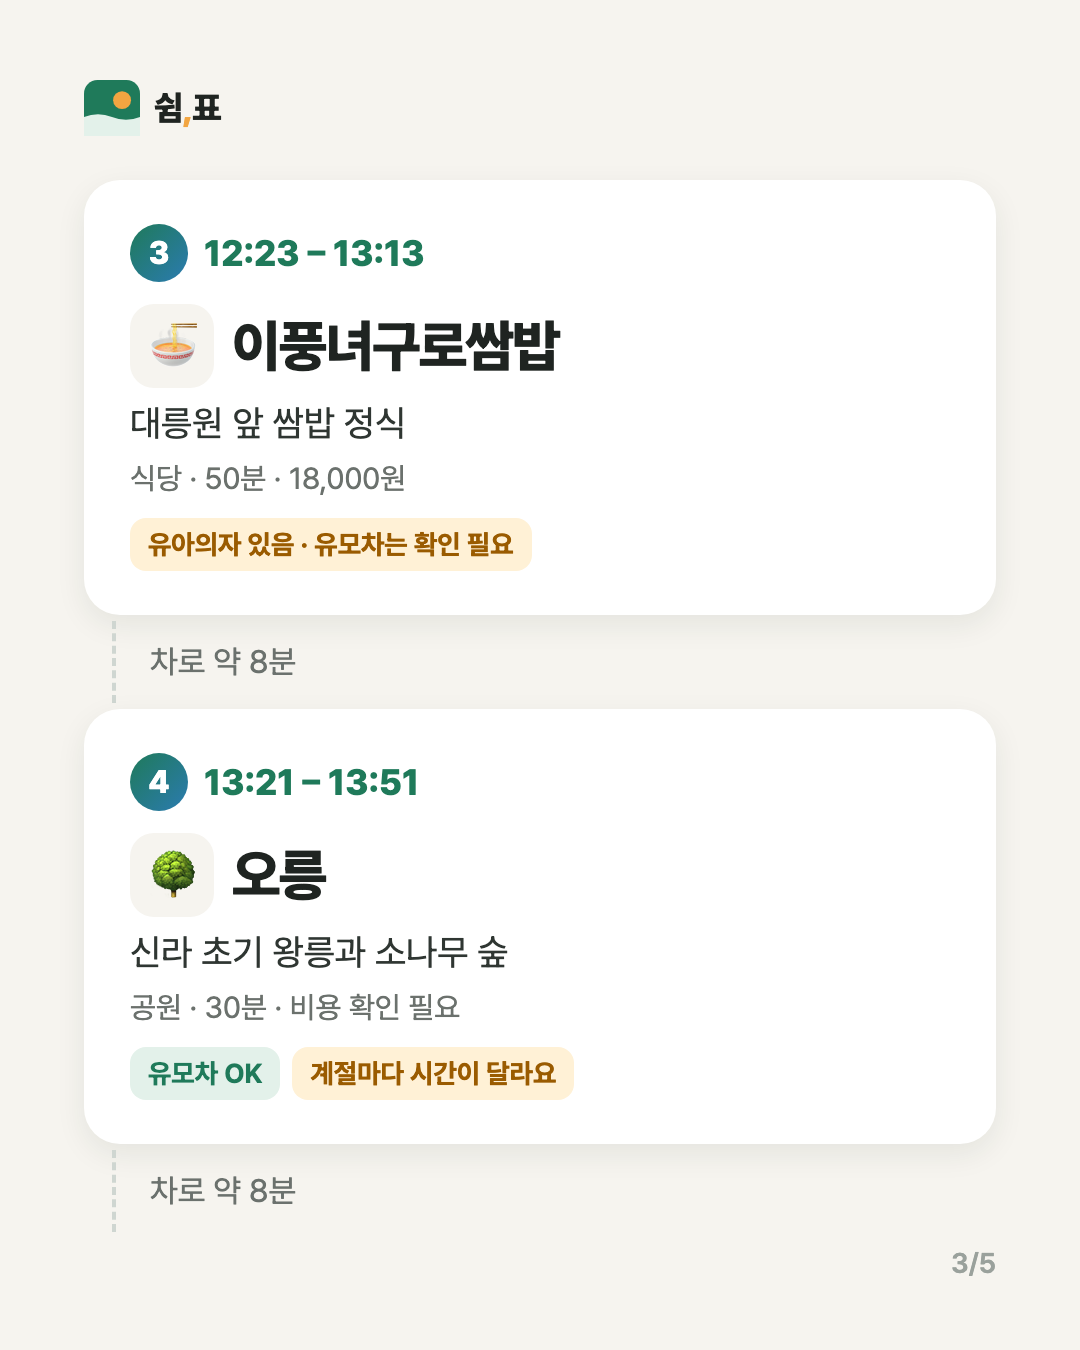 쉼,표
3 12:23 – 13:13
이풍녀구로쌈밥
대릉원 앞 쌈밥 정식
식당 · 50분 · 18,000원
유아의자 있음 · 유모차는 확인 필요
차로 약 8분
4 13:21 – 13:51
오릉
신라 초기 왕릉과 소나무 숲
공원 · 30분 · 비용 확인 필요
유모차 OK 계절마다 시간이 달라요
차로 약 8분
3/5